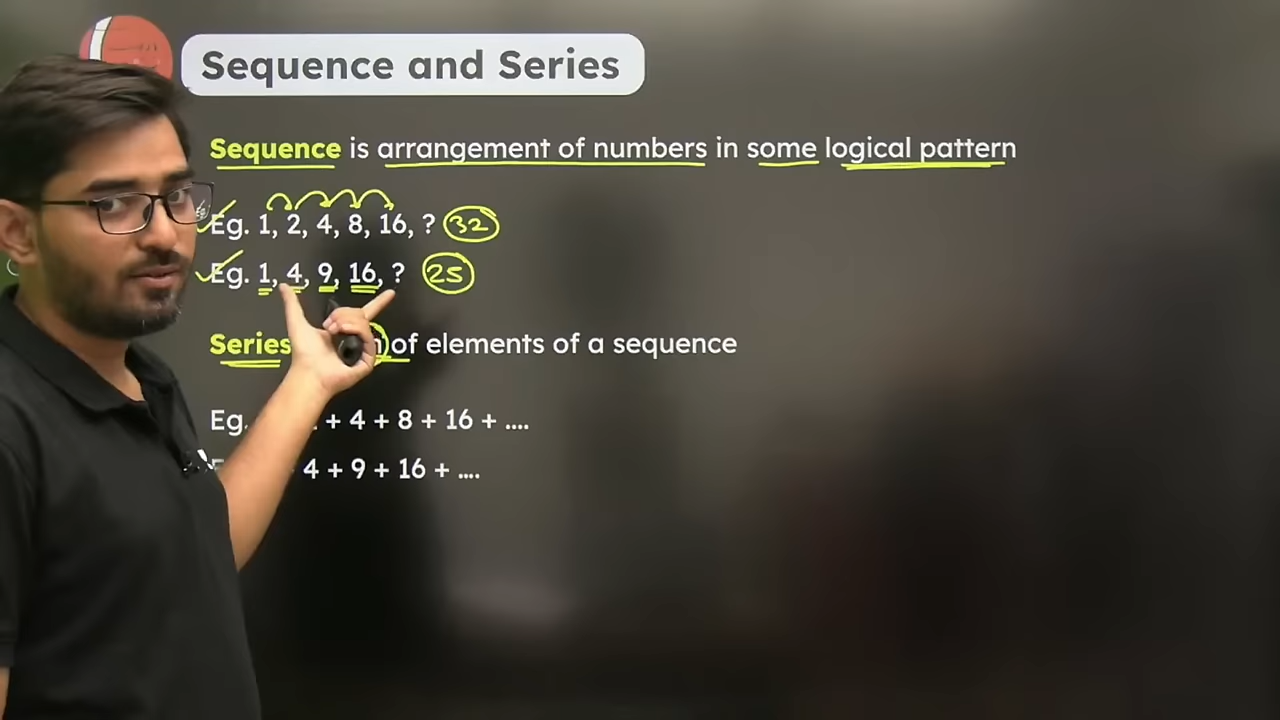 Sequence and Series
Sequence is arrangement of numbers in some logical pattern
Eg. 1, 2, 4, 8, 16, ? 32
Eg. 1, 4, 9, 16, ? 25
Series of elements of a sequence
Eg. + 4 + 8 + 16 + ....
4 + 9 + 16 + ....